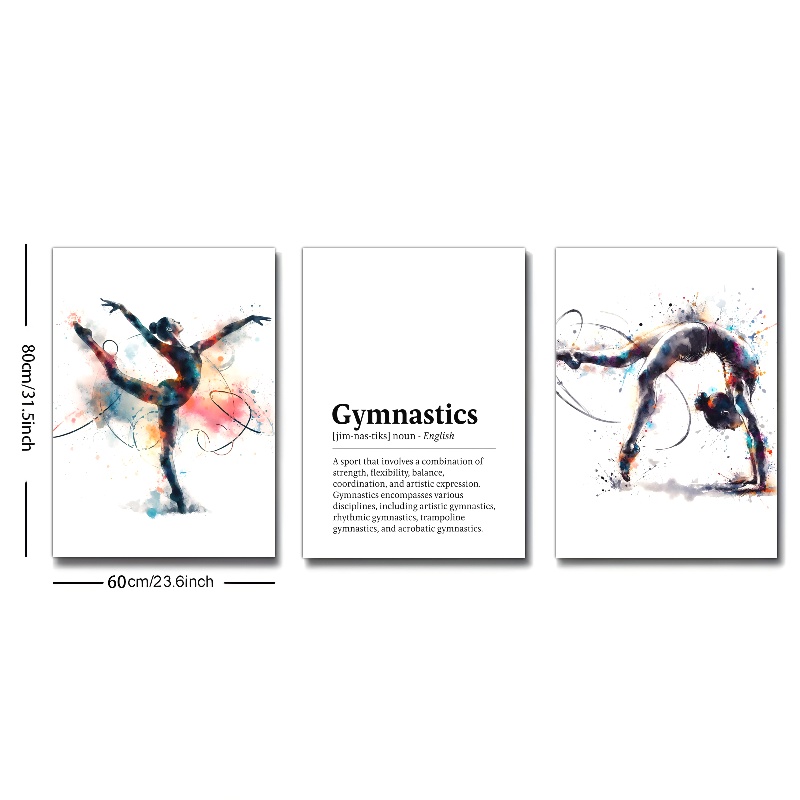 80cm/31.5inch
Gymnastics
[jim-nas-tiks] noun - English
A sport that involves a combination of
strength, flexibility, balance,
coordination, and artistic expression.
Gymnastics encompasses various
disciplines, including artistic gymnastics,
rhythmic gymnastics, trampoline
gymnastics, and acrobatic gymnastics.
60cm/23.6inch